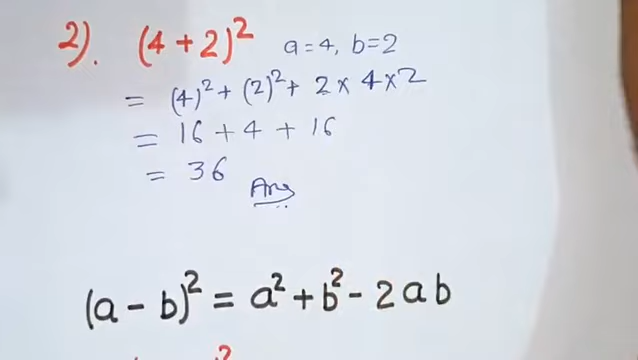 2). (4+2)² a=4, b=2
= (4)² + (2)² + 2 × 4 × 2
= 16 + 4 + 16
= 36 Ans
(a - b)² = a² + b² - 2ab